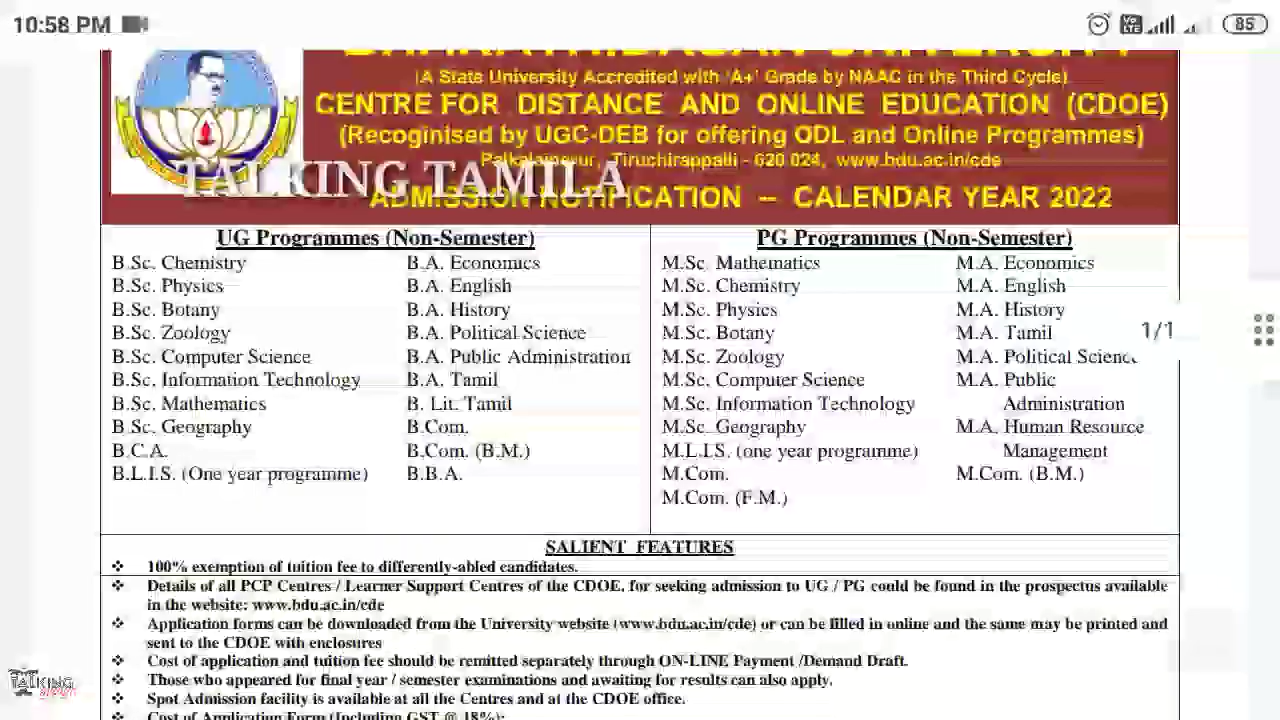 10:58 PM
Vo LTE
85
(A State University Accredited with 'A+' Grade by NAAC in the Third Cycle)
CENTRE FOR DISTANCE AND ONLINE EDUCATION (CDOE)
(Recoginised by UGC-DEB for offering ODL and Online Programmes)
Palkalaiperur, Tiruchirappalli - 620 024, www.bdu.ac.in/cde
TALKING TAMILA
ADMISSION NOTIFICATION – CALENDAR YEAR 2022
UG Programmes (Non-Semester)
B.Sc. Chemistry
B.Sc. Physics
B.Sc. Botany
B.Sc. Zoology
B.Sc. Computer Science
B.Sc. Information Technology
B.Sc. Mathematics
B.Sc. Geography
B.C.A.
B.L.I.S. (One year programme)
B.A. Economics
B.A. English
B.A. History
B.A. Political Science
B.A. Public Administration
B.A. Tamil
B. Lit. Tamil
B.Com.
B.Com. (B.M.)
B.B.A.
PG Programmes (Non-Semester)
M.Sc. Mathematics
M.Sc. Chemistry
M.Sc. Physics
M.Sc. Botany
M.Sc. Zoology
M.Sc. Computer Science
M.Sc. Information Technology
M.Sc. Geography
M.L.I.S. (one year programme)
M.Com.
M.Com. (F.M.)
M.A. Economics
M.A. English
M.A. History
M.A. Tamil
M.A. Political Science
M.A. Public
Administration
M.A. Human Resource
Management
M.Com. (B.M.)
1/1
SALIENT FEATURES
❖ 100% exemption of tuition fee to differently-abled candidates.
❖ Details of all PCP Centres / Learner Support Centres of the CDOE, for seeking admission to UG / PG could be found in the prospectus available
in the website: www.bdu.ac.in/cde
❖ Application forms can be downloaded from the University website (www.bdu.ac.in/cde) or can be filled in online and the same may be printed and
sent to the CDOE with enclosures
❖ Cost of application and tuition fee should be remitted separately through ON-LINE Payment /Demand Draft.
❖ Those who appeared for final year / semester examinations and awaiting for results can also apply.
❖ Spot Admission facility is available at all the Centres and at the CDOE office.
❖ Cost of Application Form (Including GST @ 18%):
TALKING